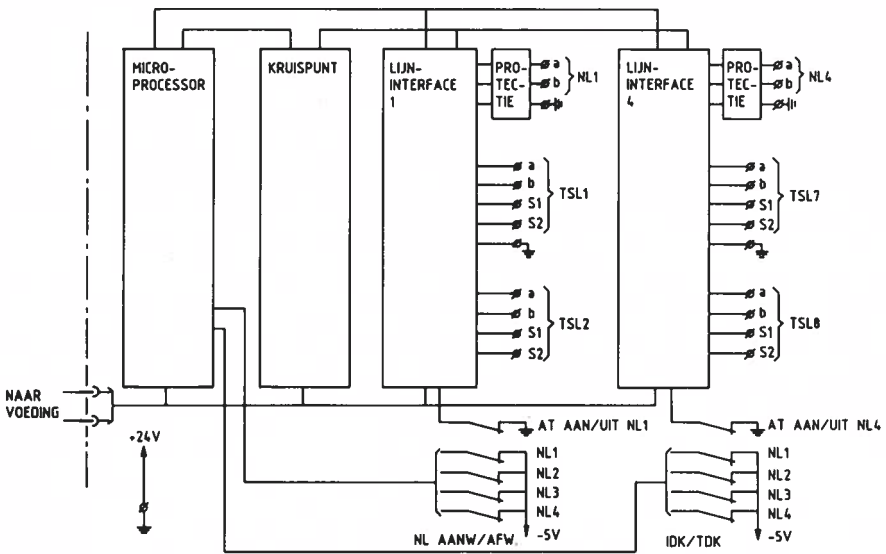 MICRO-
PROCESSOR
KRUISPUNT
LIJN-
INTERFACE
1
PRO-
TEC-
TIE
a
b
NL1
LIJN-
INTERFACE
4
PRO-
TEC-
TIE
a
b
NL4
a
b
S1
S2
TSL1
a
b
S1
S2
TSL7
a
b
S1
S2
TSL2
a
b
S1
S2
TSL8
NAAR
VOEDING
+24V
AT AAN/UIT NL1
NL1
NL2
NL3
NL4
-5V
NL AANW/AFW.
AT AAN/UIT NL4
NL1
NL2
NL3
NL4
-5V
IDK/TDK